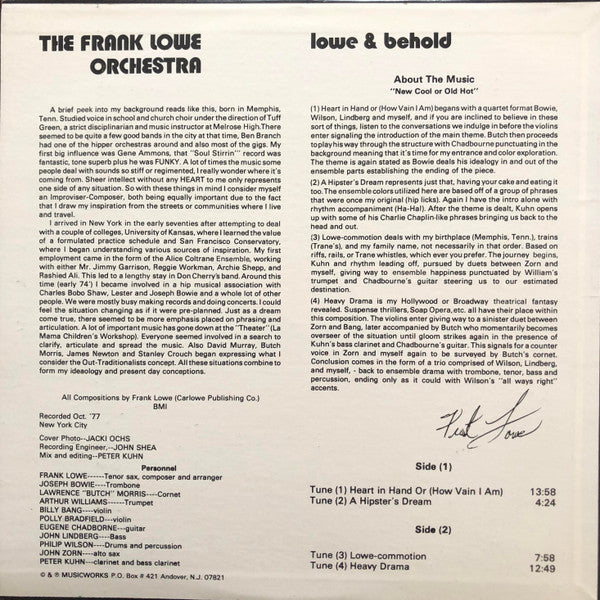 THE FRANK LOWE
ORCHESTRA
A brief peek into my background reads like this, born in Memphis,
Tenn. Studied voice in school and church choir under the direction of Tuff
Green, a strict disciplinarian and music instructor at Melrose High.There
seemed to be quite a few good bands in the city at that time, Ben Branch
had one of the hipper orchestras around and also most of the gigs. My
first big influence was Gene Ammons, that "Soul Stirrin'" record was
fantastic, tone superb plus he was FUNKY. A lot of times the music some
people deal with sounds so stiff or regimented, I really wonder where it's
coming from. Sheer intellect without any HEART to me only represents
one side of any situation. So with these things in mind I consider myself
an Improviser-Composer, both being equally important due to the fact
that I draw my inspiration from the streets or communities where I live
and travel.
I arrived in New York in the early seventies after attempting to deal
with a couple of colleges, University of Kansas, where I learned the value
of a formulated practice schedule and San Francisco Conservatory,
where I began understanding various sources of inspiration. My first
employment came in the form of the Alice Coltrane Ensemble, working
with either Mr. Jimmy Garrison, Reggie Workman, Archie Shepp, and
Rashied Ali. This led to a lengthy stay in Don Cherry's band. Around this
time (early 74') I became involved in a hip musical association with
Charles Bobo Shaw, Lester and Joseph Bowie and a whole lot of other
people. We were mostly busy making records and doing concerts. I could
feel the situation changing as if it were pre-planned. Just as a dream
come true, there seemed to be more emphasis placed on phrasing and
articulation. A lot of important music has gone down at the "Theater" (La
Mama Children's Workshop). Everyone seemed involved in a search to
clarify, articulate and spread the music. Also David Murray, Butch
Morris, James Newton and Stanley Crouch began expressing what I
consider the Out-Traditionalists concept. All these situations combine to
form my ideology and present day conceptions.
All Compositions by Frank Lowe (Carlowe Publishing Co.)
BMI
Recorded Oct. '77
New York City
Cover Photo-JACKI OCHS
Recording Engineer,-JOHN SHEA
Mix and editing--PETER KUHN
Personnel
FRANK LOWE------Tenor sax, composer and arranger
JOSEPH BOWIE----Trombone
LAWRENCE "BUTCH" MORRIS----Cornet
ARTHUR WILLIAMS------Trumpet
BILLY BANG----violin
POLLY BRADFIELD--violin
EUGENE CHADBORNE--guitar
JOHN LINDBERG----Bass
PHILIP WILSON----Drums and percussion
JOHN ZORN----alto sax
PETER KUHN----clarinet and bass clarinet
© & ℗ MUSICWORKS P.O. Box # 421 Andover, N.J. 07821
lowe & behold
About The Music
"New Cool or Old Hot"
(1) Heart in Hand or (How Vain I Am) begins with a quartet format Bowie,
Wilson, Lindberg and myself, and if you are inclined to believe in these
sort of things, listen to the conversations we indulge in before the violins
enter signaling the introduction of the main theme. Butch then proceeds
to play his way through the structure with Chadbourne punctuating in the
background meaning that it's time for my entrance and color exploration.
The theme is again stated as Bowie deals his ideology in and out of the
ensemble parts establishing the ending of the piece.
(2) A Hipster's Dream represents just that, having your cake and eating it
too. The ensemble colors utilized here are based off of a group of phrases
that were once my original (hip licks). Again I have the intro alone with
rhythm accompaniment (Ha-Hal). After the theme is dealt, Kuhn opens
up with some of his Charlie Chaplin-like phrases bringing us back to the
head and out.
(3) Lowe-commotion deals with my birthplace (Memphis, Tenn.), trains
(Trane's), and my family name, not necessarily in that order. Based on
riffs, rails, or Trane whistles, which ever you prefer. The journey begins,
Kuhn and rhythm leading off, pursued by duets between Zorn and
myself, giving way to ensemble happiness punctuated by William's
trumpet and Chadbourne's guitar steering us to our estimated
destination.
(4) Heavy Drama is my Hollywood or Broadway theatrical fantasy
revealed. Suspense thrillers, Soap Opera, etc. all have their place within
this composition. The violins enter giving way to a sinister duet between
Zorn and Bang, later accompanied by Butch who momentarily becomes
overseer of the situation until gloom strikes again in the presence of
Kuhn's bass clarinet and Chadbourne's guitar. This signals for a counter
voice in Zorn and myself again to be surveyed by Butch's cornet.
Conclusion comes in the form of a trio comprised of Wilson, Lindberg,
and myself, - back to ensemble drama with trombone, tenor, bass and
percussion, ending only as it could with Wilson's "all ways right"
accents.
Side (1)
Tune (1) Heart in Hand Or (How Vain I Am) 13:58
Tune (2) A Hipster's Dream 4:24
Side (2)
Tune (3) Lowe-commotion 7:58
Tune (4) Heavy Drama 12:49